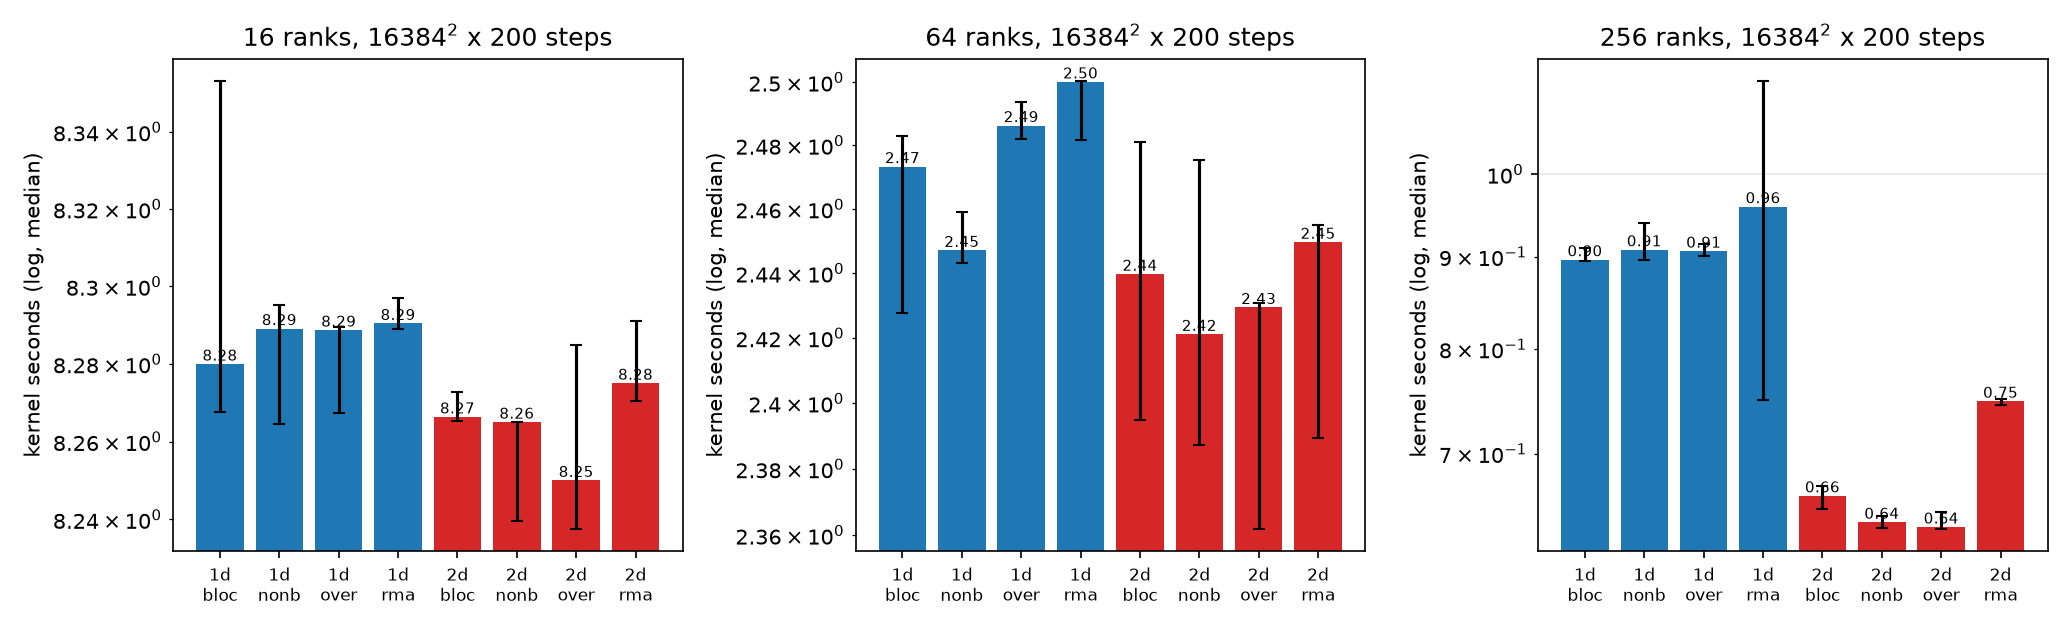 16 ranks, 16384² x 200 steps
kernel seconds (log, median)
8.34 × 10⁰
8.32 × 10⁰
8.3 × 10⁰
8.28 × 10⁰
8.26 × 10⁰
8.24 × 10⁰
8.28
8.29
8.29
8.29
8.27
8.26
8.25
8.28
1d bloc
1d nonb
1d over
1d rma
2d bloc
2d nonb
2d over
2d rma
64 ranks, 16384² x 200 steps
kernel seconds (log, median)
2.5 × 10⁰
2.48 × 10⁰
2.46 × 10⁰
2.44 × 10⁰
2.42 × 10⁰
2.4 × 10⁰
2.38 × 10⁰
2.36 × 10⁰
2.47
2.45
2.49
2.50
2.44
2.42
2.43
2.45
1d bloc
1d nonb
1d over
1d rma
2d bloc
2d nonb
2d over
2d rma
256 ranks, 16384² x 200 steps
kernel seconds (log, median)
10⁰
9 × 10⁻¹
8 × 10⁻¹
7 × 10⁻¹
0.90
0.91
0.91
0.96
0.66
0.64
0.64
0.75
1d bloc
1d nonb
1d over
1d rma
2d bloc
2d nonb
2d over
2d rma